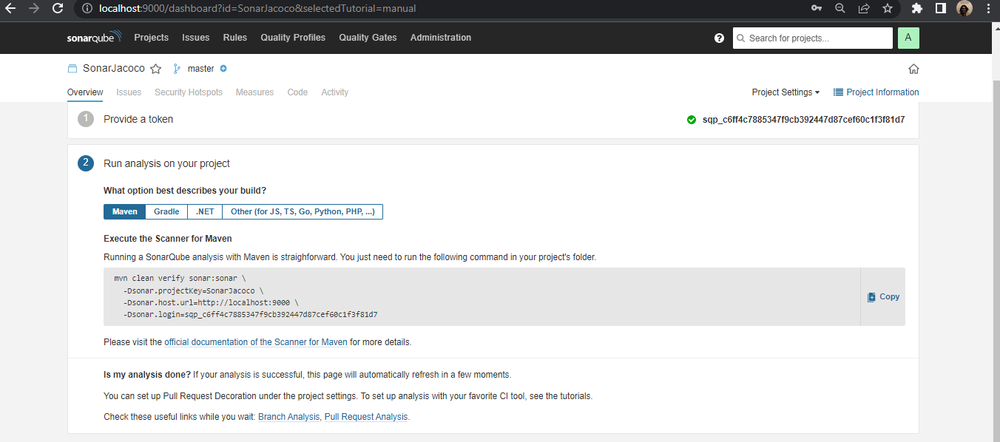 localhost:9000/dashboard?id=SonarJacoco&selectedTutorial=manual
sonarqube Projects Issues Rules Quality Profiles Quality Gates Administration ? Search for projects... A
SonarJacoco master
Overview Issues Security Hotspots Measures Code Activity Project Settings Project Information
1 Provide a token sqp_c6ff4c7885347f9cb392447d87cef60c1f3f81d7
2 Run analysis on your project
What option best describes your build?
Maven Gradle .NET Other (for JS, TS, Go, Python, PHP, ...)
Execute the Scanner for Maven
Running a SonarQube analysis with Maven is straighforward. You just need to run the following command in your project's folder.
mvn clean verify sonar:sonar \
-Dsonar.projectKey=SonarJacoco \
-Dsonar.host.url=http://localhost:9000 \
-Dsonar.login=sqp_c6ff4c7885347f9cb392447d87cef60c1f3f81d7
Copy
Please visit the official documentation of the Scanner for Maven for more details.
Is my analysis done? If your analysis is successful, this page will automatically refresh in a few moments.
You can set up Pull Request Decoration under the project settings. To set up analysis with your favorite CI tool, see the tutorials.
Check these useful links while you wait: Branch Analysis, Pull Request Analysis.